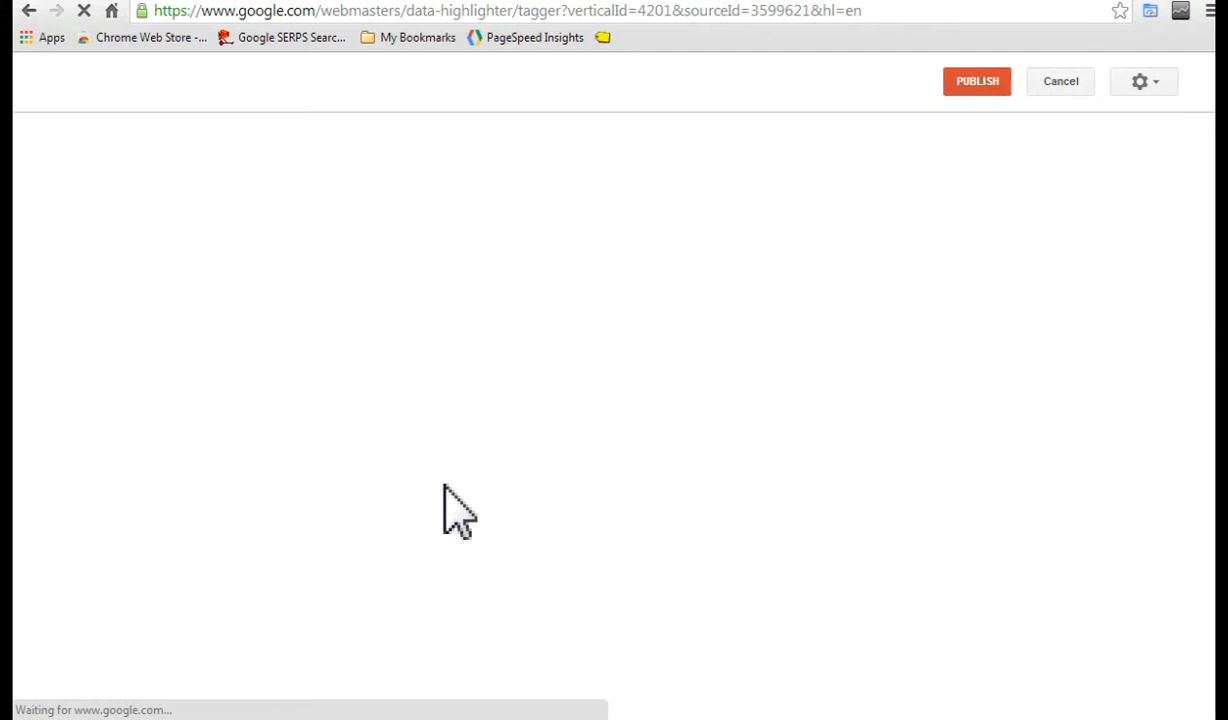 https://www.google.com/webmasters/data-highlighter/tagger?verticalId=4201&sourceId=3599621&hl=en
Apps Chrome Web Store -... Google SERPS Searc... My Bookmarks PageSpeed Insights
PUBLISH Cancel
Waiting for www.google.com...